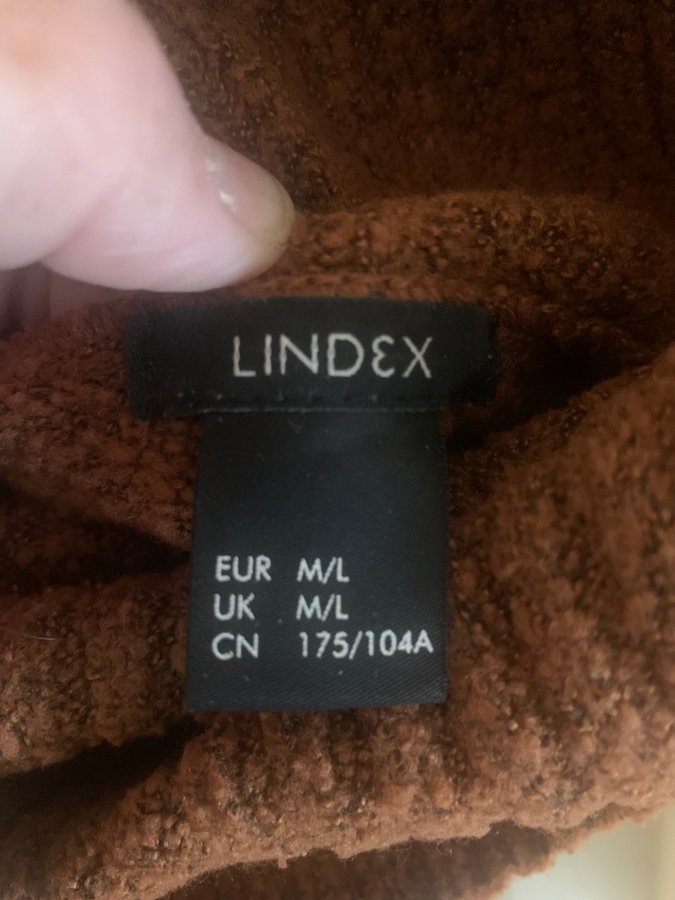 LINDEX
EUR M/L
UK M/L
CN 175/104A